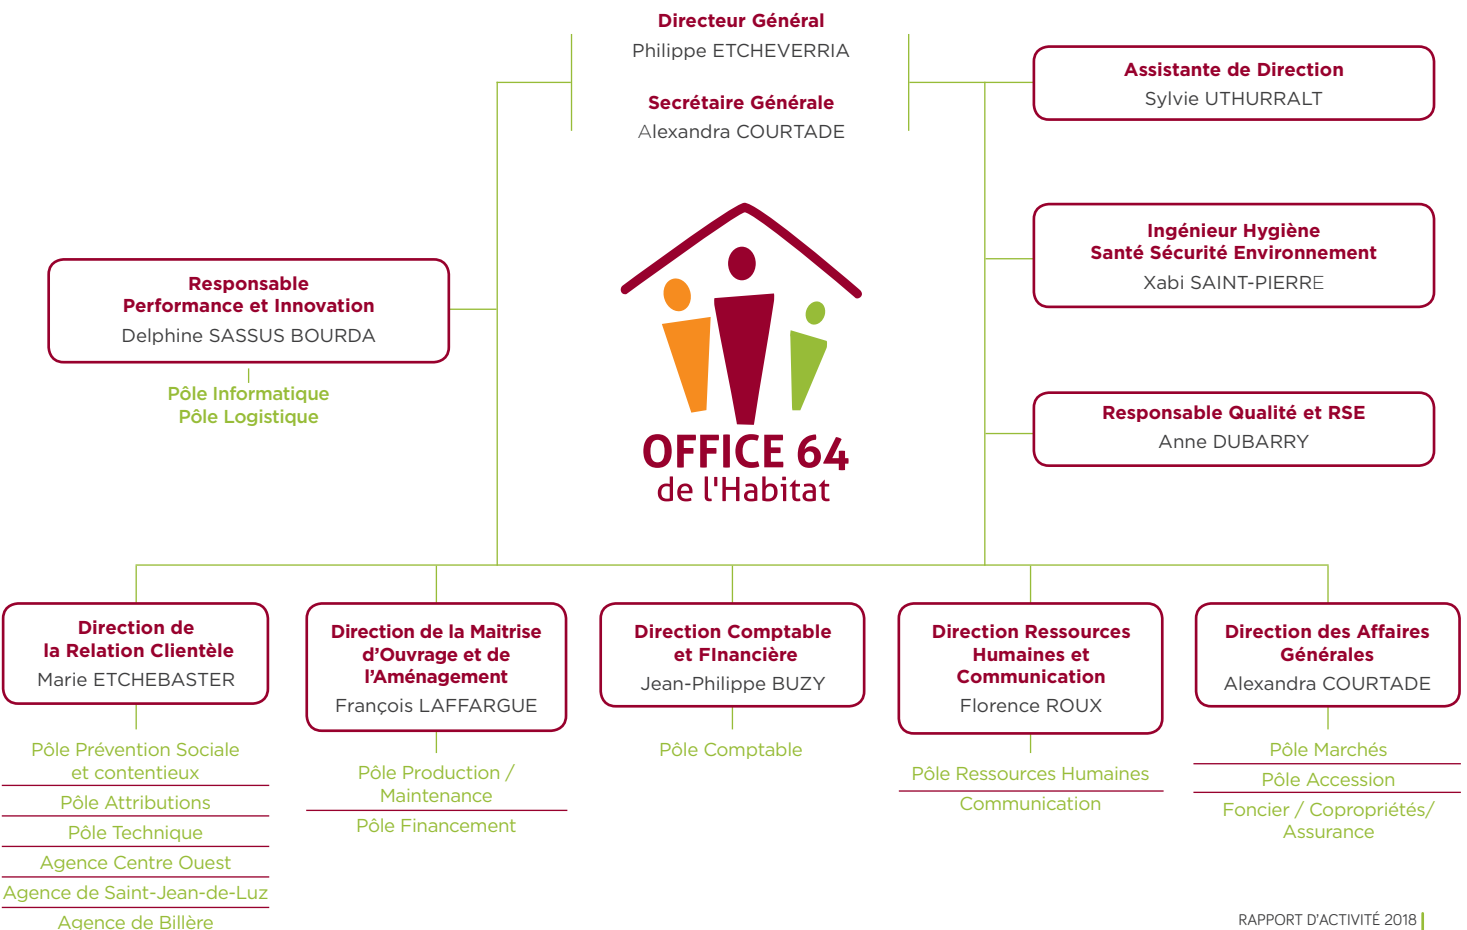 Directeur Général
Philippe ETCHEVERRIA
Secrétaire Générale
Alexandra COURTADE
Assistante de Direction
Sylvie UTHURRALT
Ingénieur Hygiène
Santé Sécurité Environnement
Xabi SAINT-PIERRE
Responsable
Performance et Innovation
Delphine SASSUS BOURDA
Pôle Informatique
Pôle Logistique
Responsable Qualité et RSE
Anne DUBARRY
OFFICE 64
de l'Habitat
Direction de
la Relation Clientèle
Marie ETCHEBASTER
Pôle Prévention Sociale
et contentieux
Pôle Attributions
Pôle Technique
Agence Centre Ouest
Agence de Saint-Jean-de-Luz
Agence de Billère
Direction de la Maitrise
d'Ouvrage et de
l'Aménagement
François LAFFARGUE
Pôle Production /
Maintenance
Pôle Financement
Direction Comptable
et FInancière
Jean-Philippe BUZY
Pôle Comptable
Direction Ressources
Humaines et
Communication
Florence ROUX
Pôle Ressources Humaines
Communication
Direction des Affaires
Générales
Alexandra COURTADE
Pôle Marchés
Pôle Accession
Foncier / Copropriétés/
Assurance
RAPPORT D'ACTIVITÉ 2018